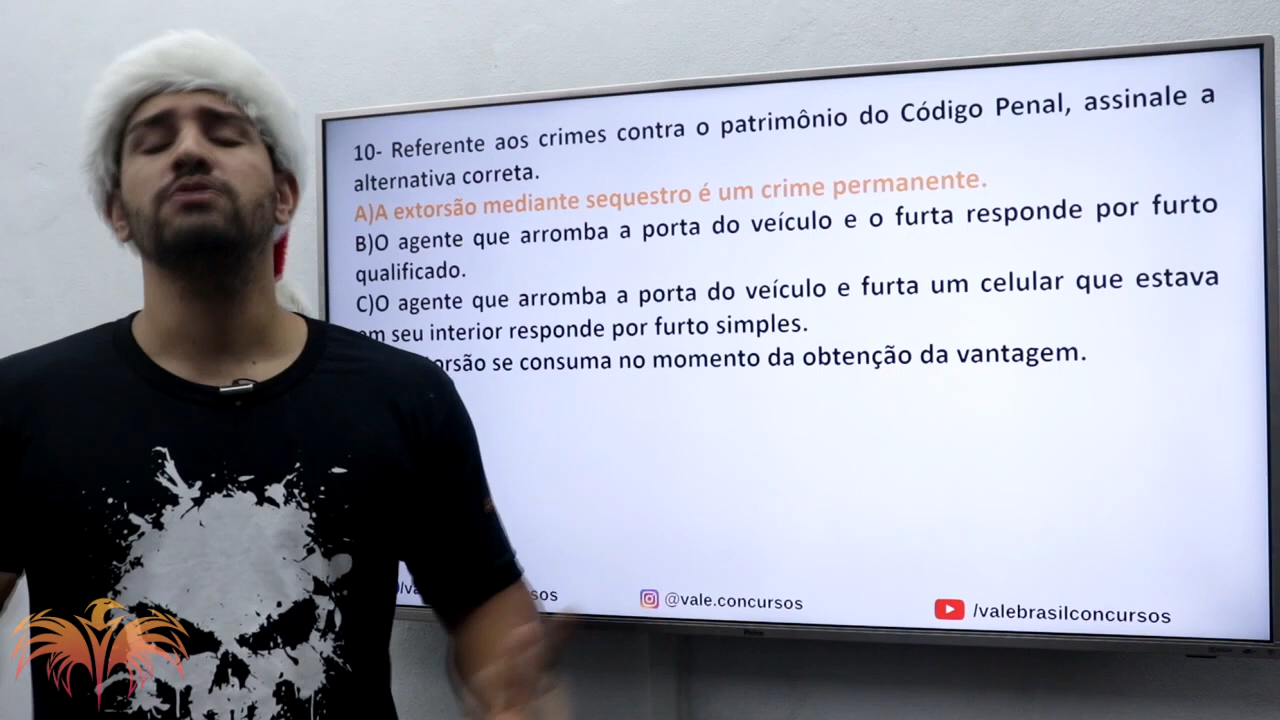 10- Referente aos crimes contra o patrimônio do Código Penal, assinale a
alternativa correta.
A)A extorsão mediante sequestro é um crime permanente.
B)O agente que arromba a porta do veículo e o furta responde por furto
qualificado.
C)O agente que arromba a porta do veículo e furta um celular que estava
em seu interior responde por furto simples.
se consuma no momento da obtenção da vantagem.
@vale.concursos
/valebrasilconcursos